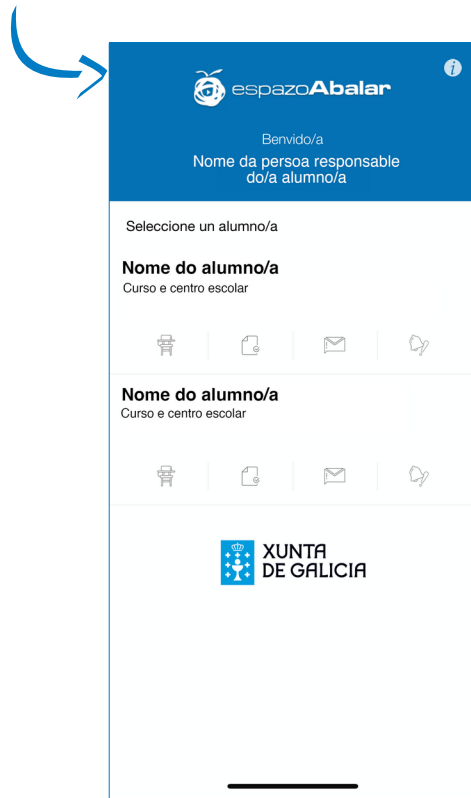 espazoAbalar
i
Benvido/a
Nome da persoa responsable
do/a alumno/a
Seleccione un alumno/a
Nome do alumno/a
Curso e centro escolar
Nome do alumno/a
Curso e centro escolar
XUNTA
DE GALICIA